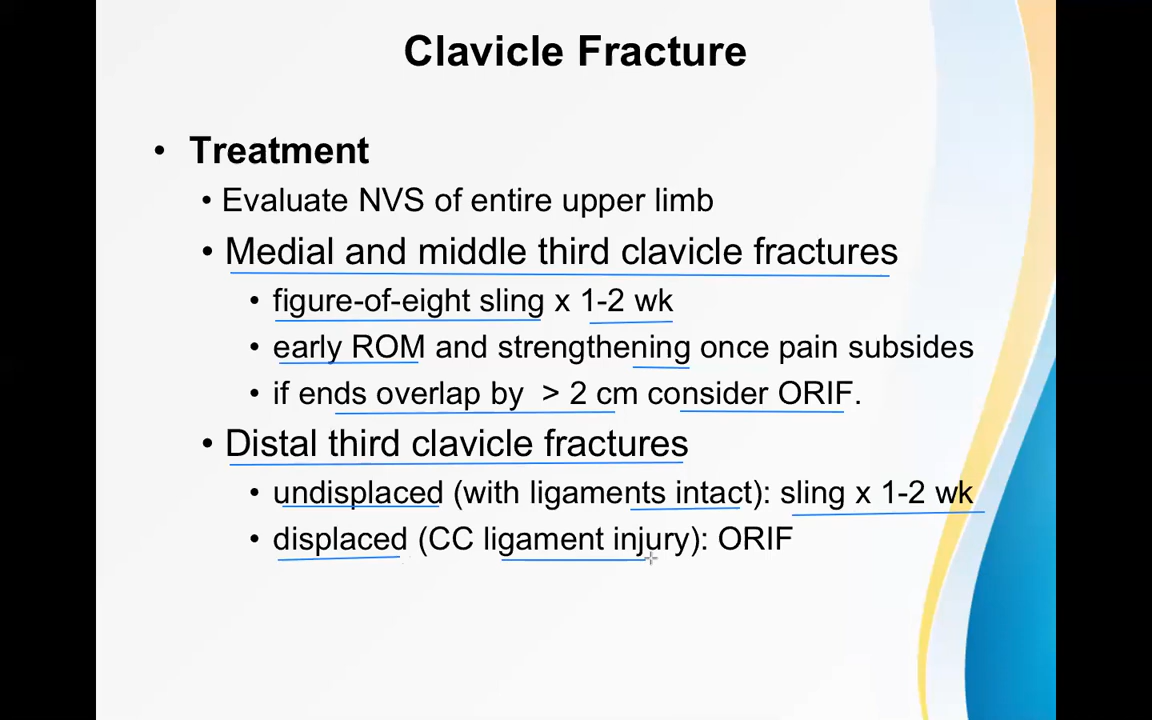 Clavicle Fracture
• Treatment
• Evaluate NVS of entire upper limb
• Medial and middle third clavicle fractures
• figure-of-eight sling x 1-2 wk
• early ROM and strengthening once pain subsides
• if ends overlap by > 2 cm consider ORIF.
• Distal third clavicle fractures
• undisplaced (with ligaments intact): sling x 1-2 wk
• displaced (CC ligament injury): ORIF